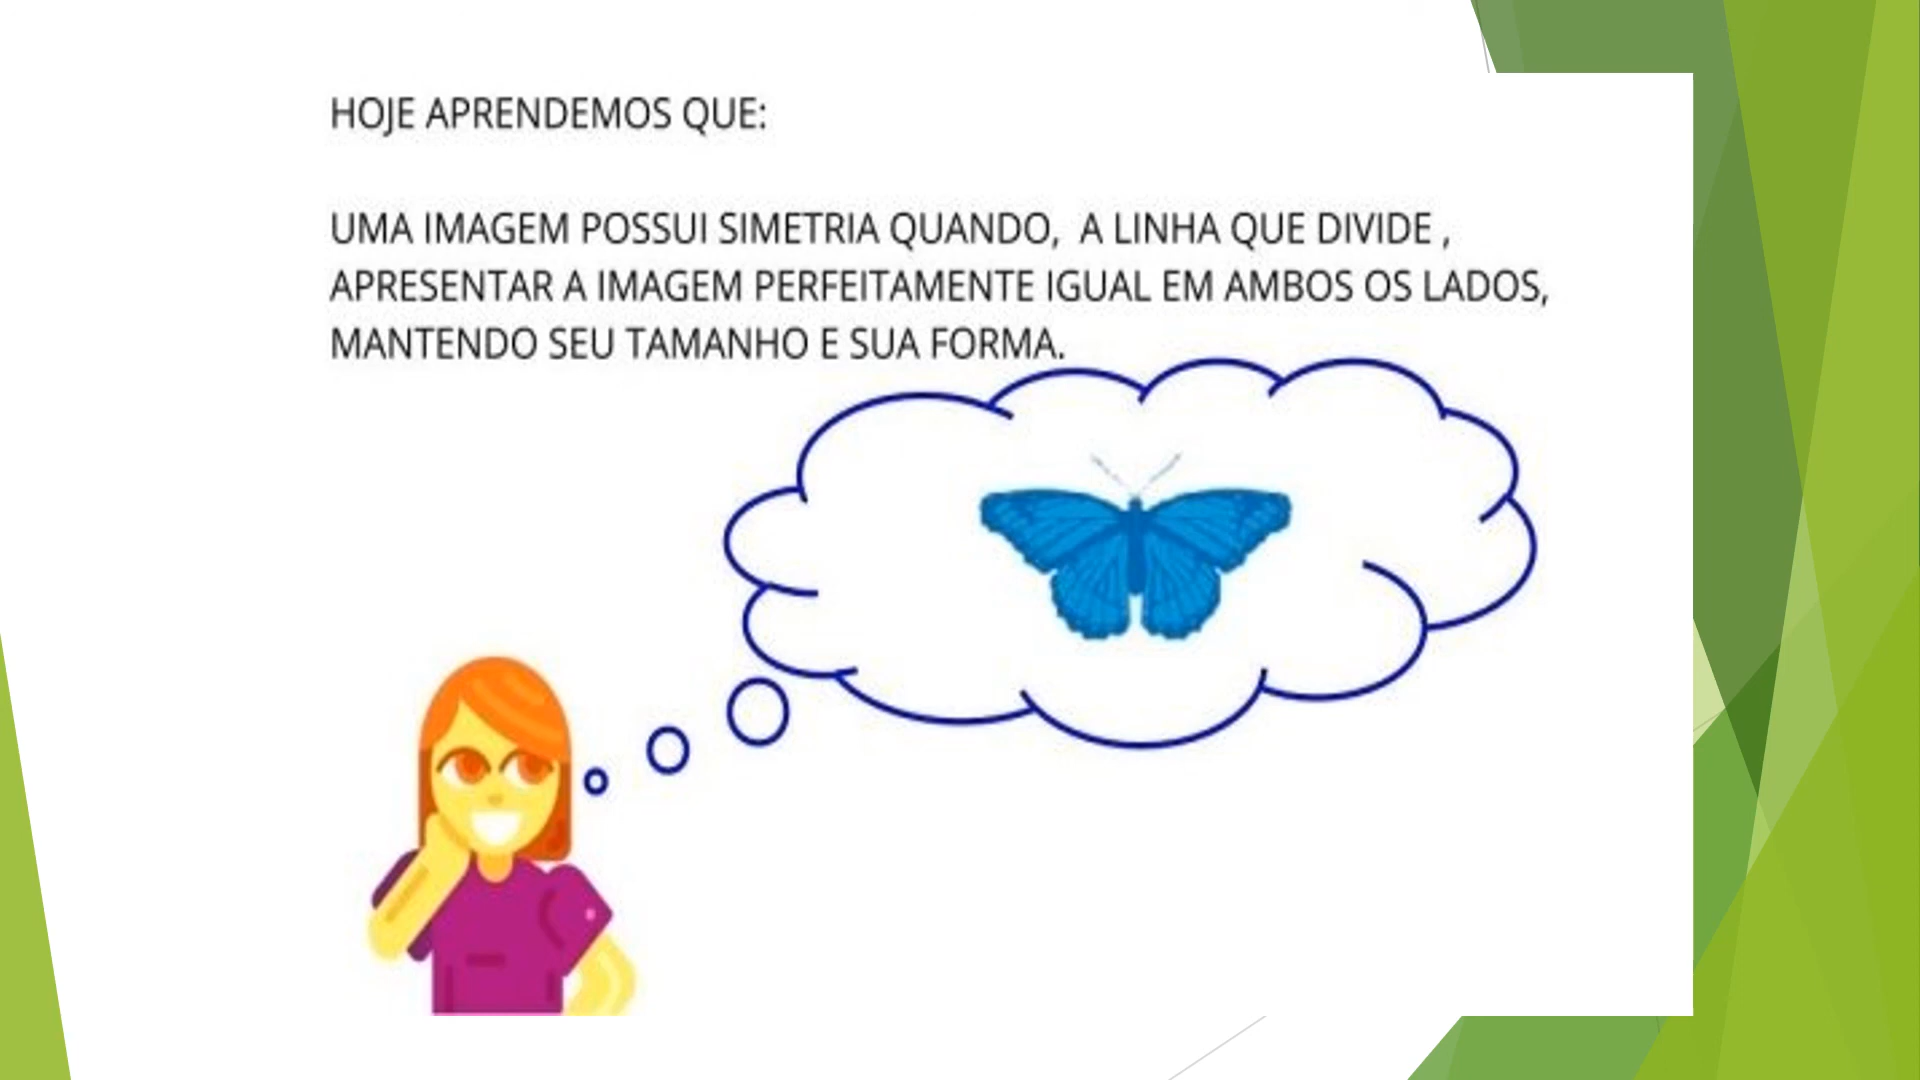 HOJE APRENDEMOS QUE:
UMA IMAGEM POSSUI SIMETRIA QUANDO,  A LINHA QUE DIVIDE ,
APRESENTAR A IMAGEM PERFEITAMENTE IGUAL EM AMBOS OS LADOS,
MANTENDO SEU TAMANHO E SUA FORMA.